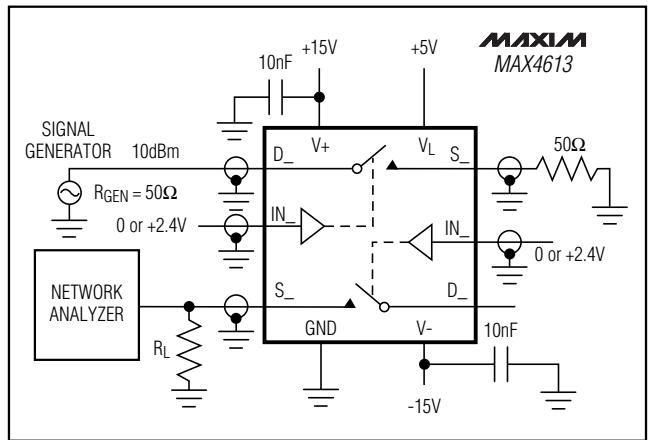 +15V
+5V
MAXIM
MAX4613
10nF
SIGNAL
GENERATOR
10dBm
D_
V+
VL
S_
50Ω
RGEN = 50Ω
0 or +2.4V
IN_
IN_
0 or +2.4V
NETWORK
ANALYZER
S_
D_
RL
GND
V-
10nF
-15V